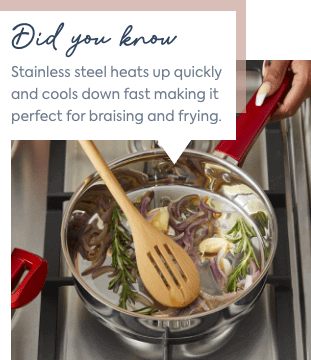 Did you know
Stainless steel heats up quickly
and cools down fast making it
perfect for braising and frying.